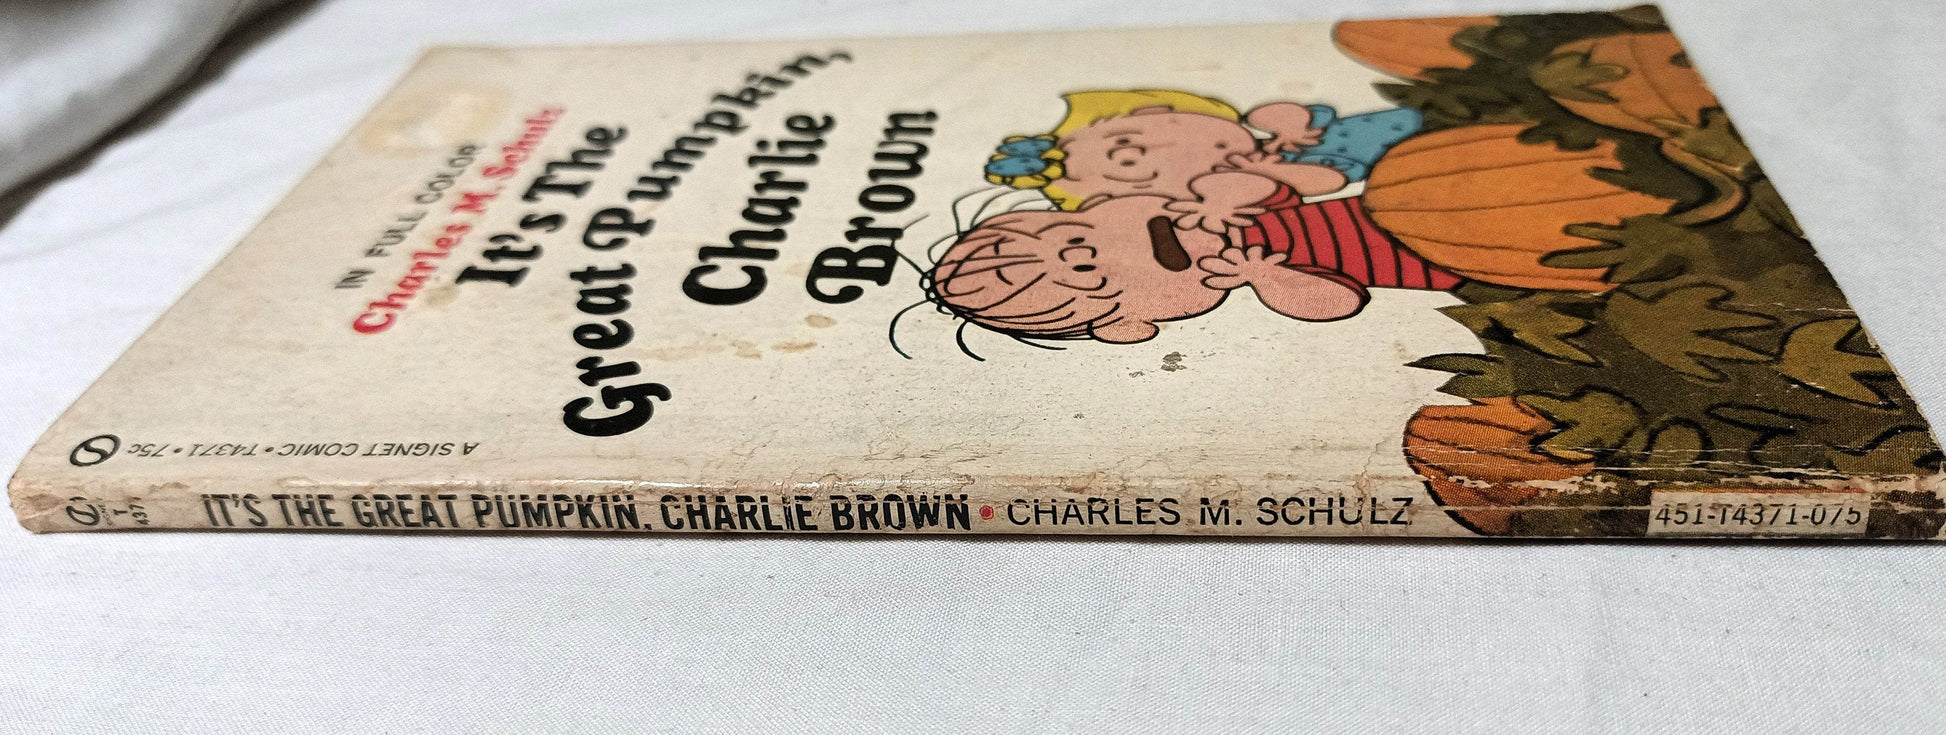 IN FULL COLOR
Charles M. Schulz
It's The
Great Pumpkin,
Charlie
Brown
A SIGNET COMIC • T4371 • 75c
IT'S THE GREAT PUMPKIN, CHARLIE BROWN • CHARLES M. SCHULZ
451-T4371-075